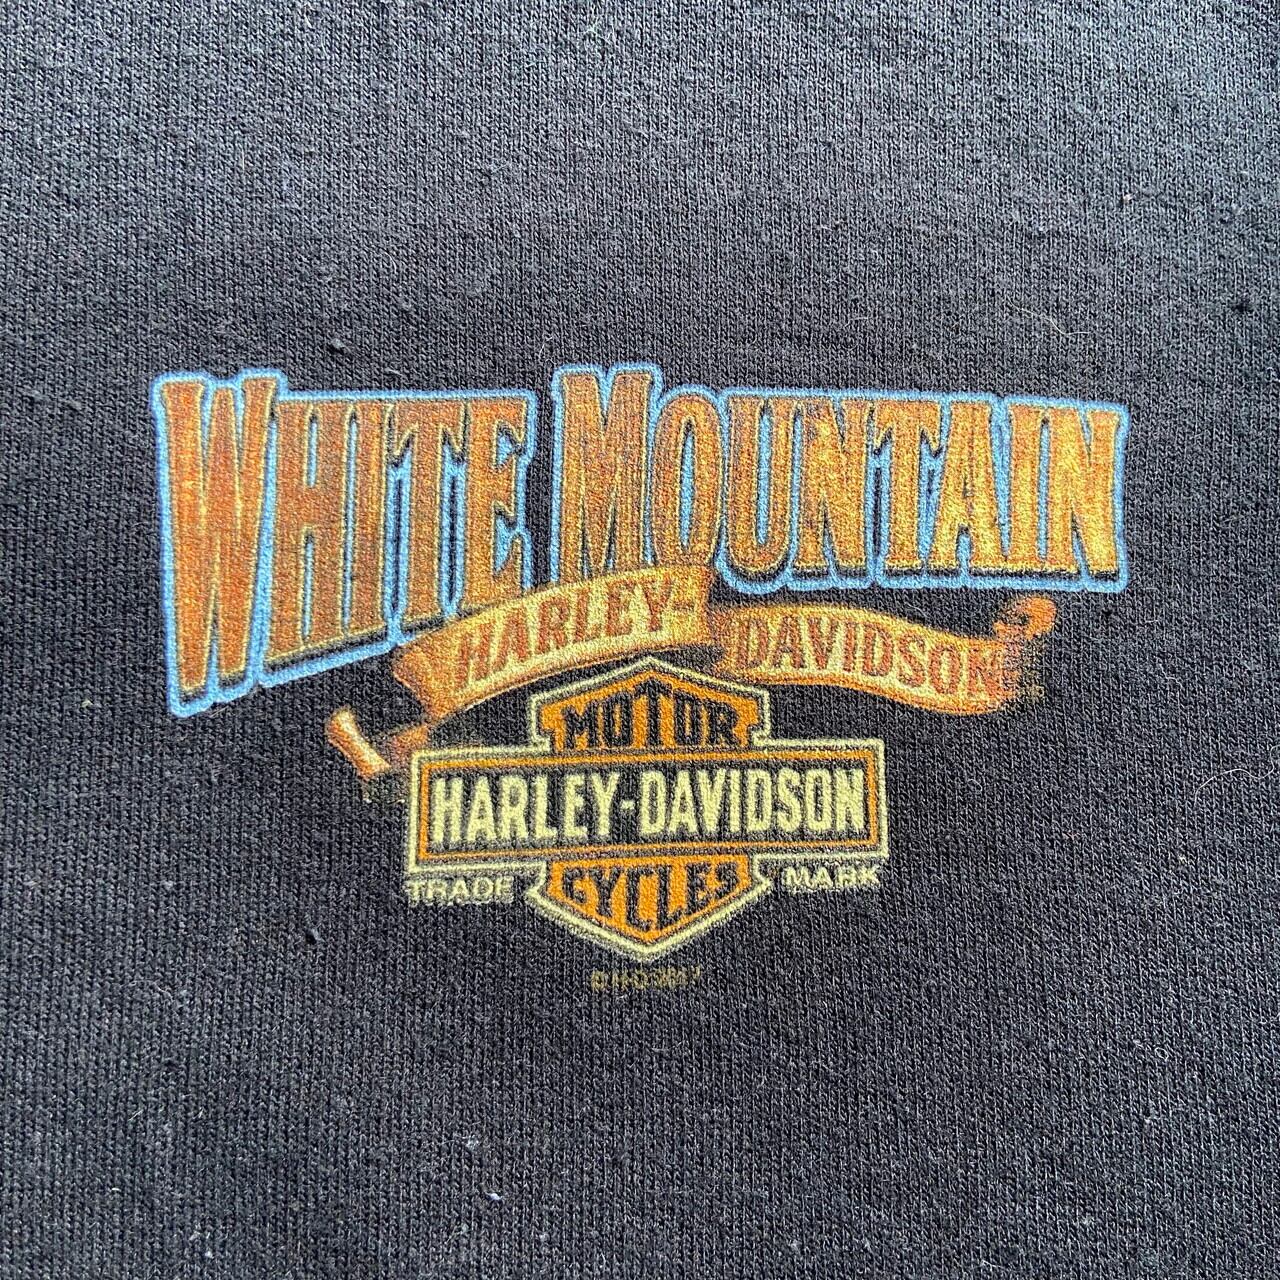 WHITE MOUNTAIN
HARLEY-DAVIDSON
MOTOR
HARLEY-DAVIDSON
TRADE CYCLES MARK